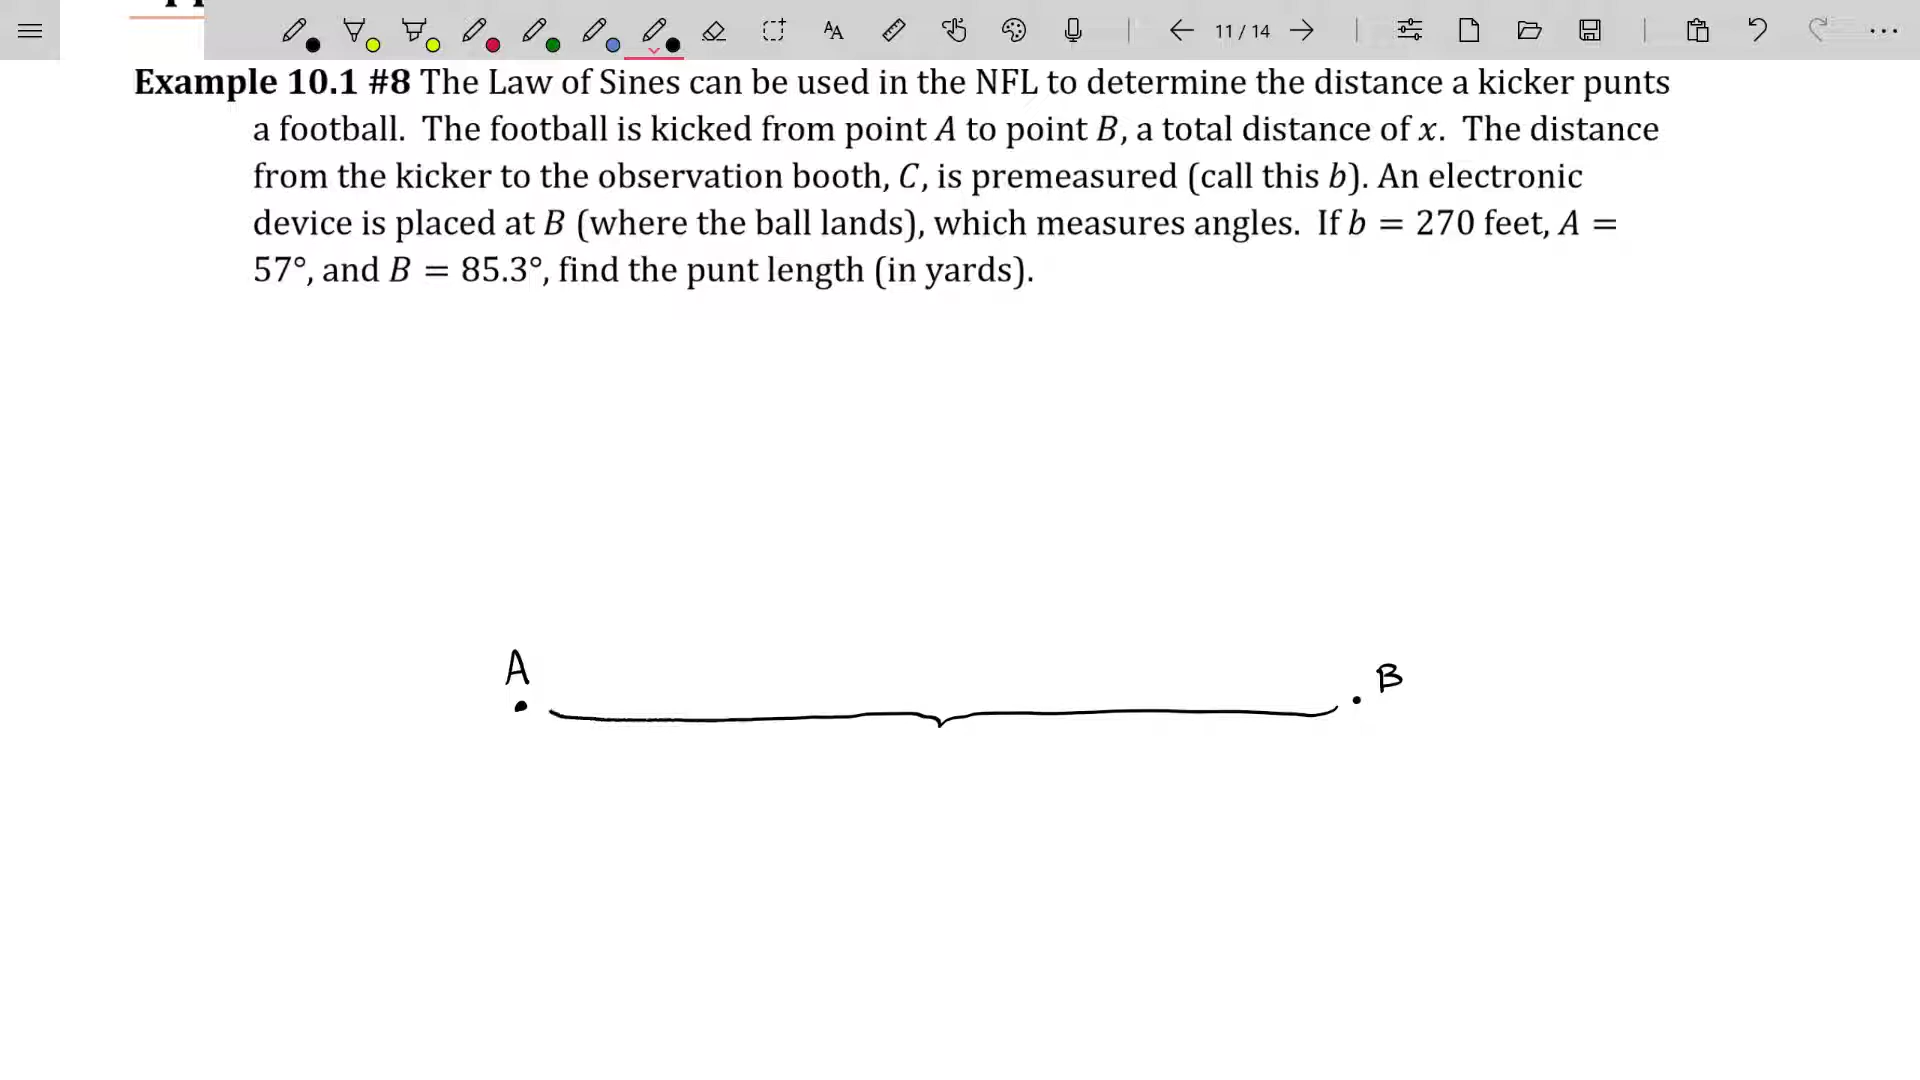 11 / 14
Example 10.1 #8 The Law of Sines can be used in the NFL to determine the distance a kicker punts
a football. The football is kicked from point A to point B, a total distance of x. The distance
from the kicker to the observation booth, C, is premeasured (call this b). An electronic
device is placed at B (where the ball lands), which measures angles. If b = 270 feet, A =
57°, and B = 85.3°, find the punt length (in yards).
A
B